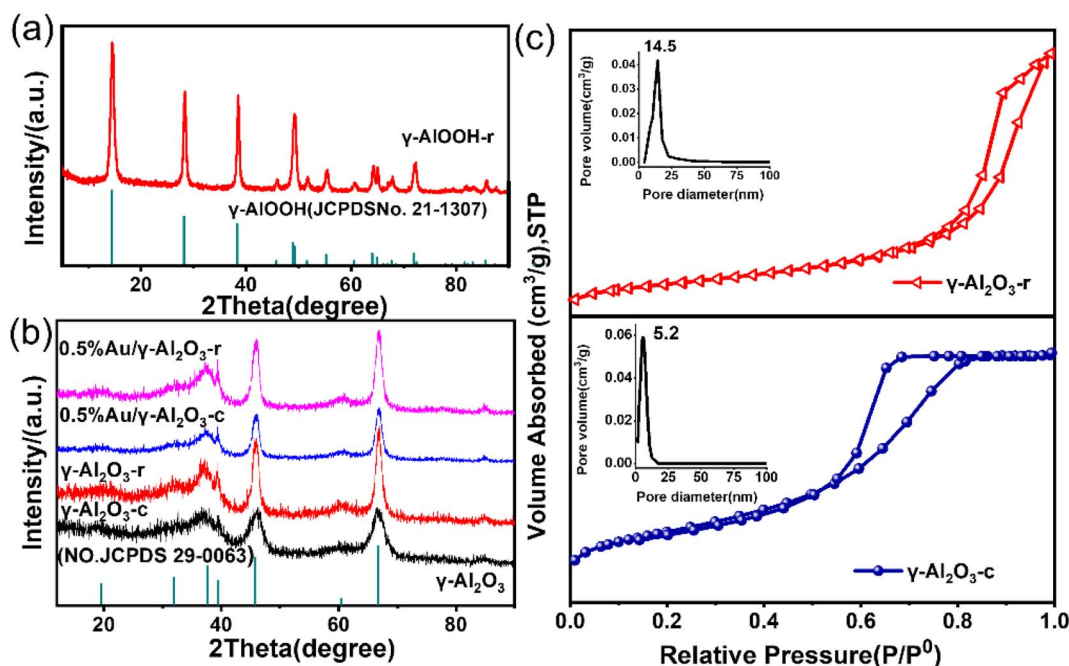 (a)
Intensity/(a.u.)
γ-AlOOH-r
γ-AlOOH(JCPDSNo. 21-1307)
20 40 60 80
2Theta(degree)
(b)
Intensity/(a.u.)
0.5%Au/γ-Al₂O₃-r
0.5%Au/γ-Al₂O₃-c
γ-Al₂O₃-r
γ-Al₂O₃-c
(NO.JCPDS 29-0063)
γ-Al₂O₃
20 40 60 80
2Theta(degree)
(c)
Volume Absorbed (cm³/g),STP
14.5
Pore volume(cm³/g)
0.04
0.03
0.02
0.01
0.00
0 25 50 75 100
Pore diameter(nm)
γ-Al₂O₃-r
5.2
Pore volume(cm³/g)
0.06
0.04
0.02
0.00
0 25 50 75 100
Pore diameter(nm)
γ-Al₂O₃-c
0.0 0.2 0.4 0.6 0.8 1.0
Relative Pressure(P/P⁰)